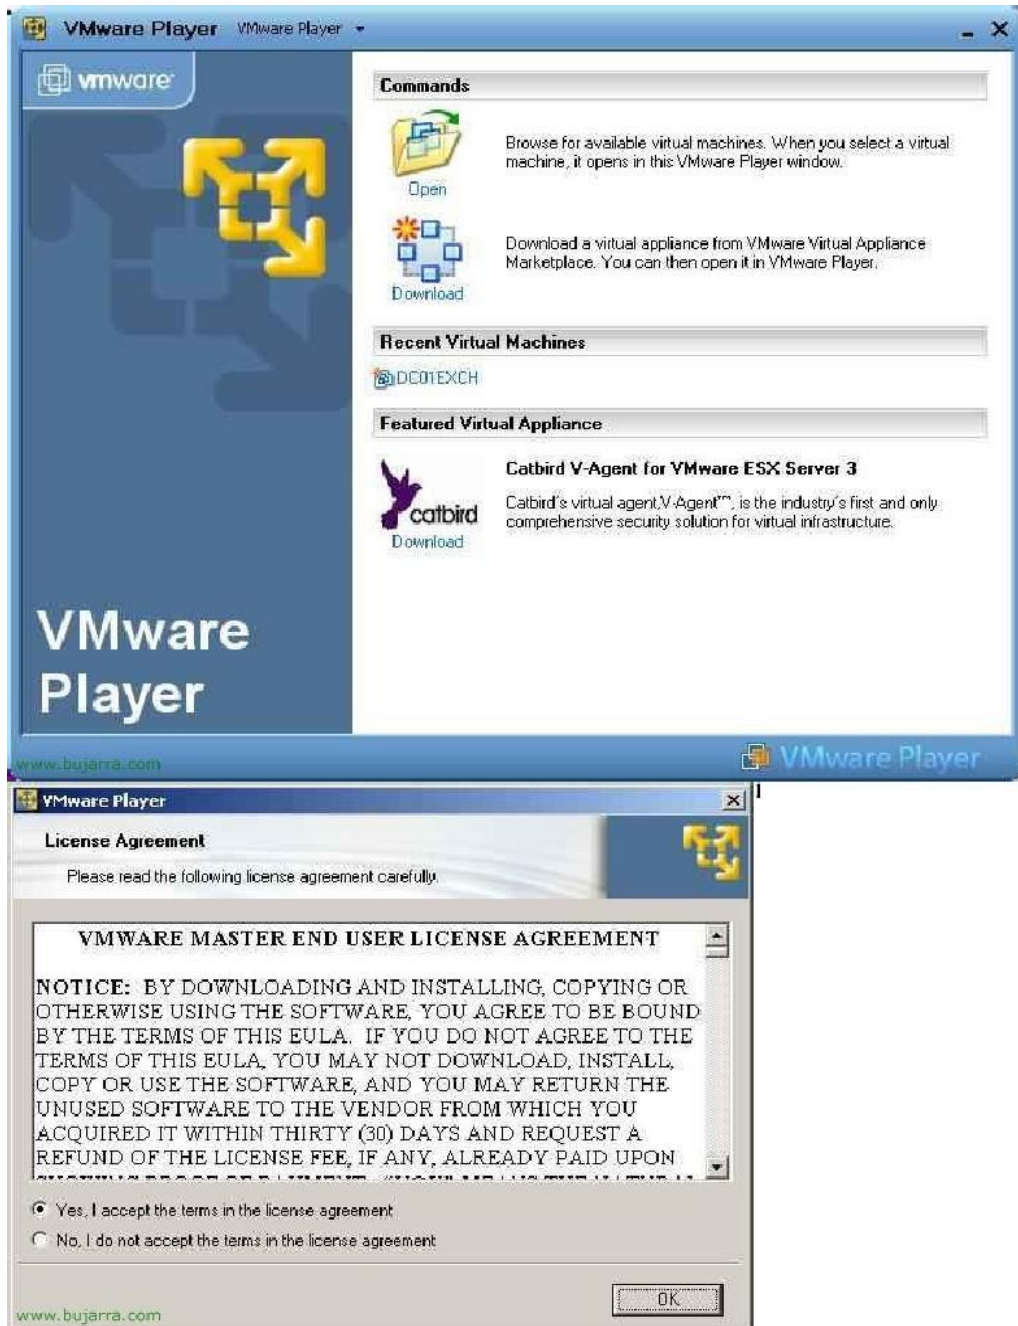 VMware Player VMware Player
vmware
Commands
Open
Browse for available virtual machines. When you select a virtual
machine, it opens in this VMware Player window.
Download
Download a virtual appliance from VMware Virtual Appliance
Marketplace. You can then open it in VMware Player.
Recent Virtual Machines
DC01EXCH
Featured Virtual Appliance
catbird
Download
Catbird V-Agent for VMware ESX Server 3
Catbird's virtual agent,V-Agent™, is the industry's first and only
comprehensive security solution for virtual infrastructure.
VMware
Player
www.bujarra.com
VMware Player
VMware Player
License Agreement
Please read the following license agreement carefully.
VMWARE MASTER END USER LICENSE AGREEMENT
NOTICE: BY DOWNLOADING AND INSTALLING, COPYING OR
OTHERWISE USING THE SOFTWARE, YOU AGREE TO BE BOUND
BY THE TERMS OF THIS EULA. IF YOU DO NOT AGREE TO THE
TERMS OF THIS EULA, YOU MAY NOT DOWNLOAD, INSTALL,
COPY OR USE THE SOFTWARE, AND YOU MAY RETURN THE
UNUSED SOFTWARE TO THE VENDOR FROM WHICH YOU
ACQUIRED IT WITHIN THIRTY (30) DAYS AND REQUEST A
REFUND OF THE LICENSE FEE, IF ANY, ALREADY PAID UPON
Yes, I accept the terms in the license agreement
No, I do not accept the terms in the license agreement
OK
www.bujarra.com